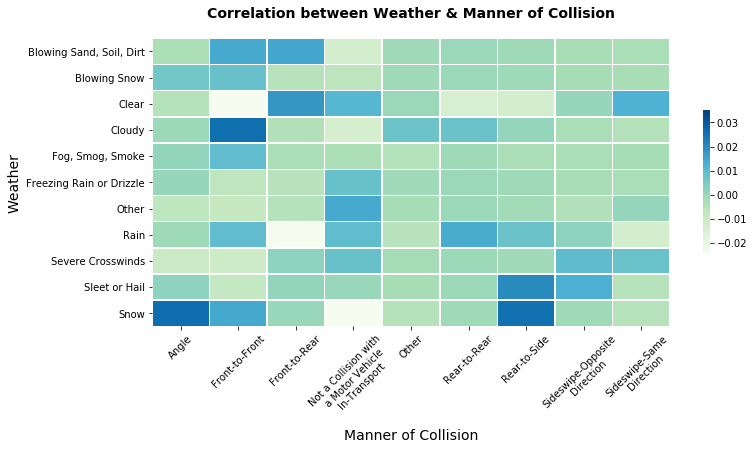 Correlation between Weather & Manner of Collision
Weather
Blowing Sand, Soil, Dirt
Blowing Snow
Clear
Cloudy
Fog, Smog, Smoke
Freezing Rain or Drizzle
Other
Rain
Severe Crosswinds
Sleet or Hail
Snow
Angle
Front-to-Front
Front-to-Rear
Not a Collision with
a Motor Vehicle
In-Transport
Other
Rear-to-Rear
Rear-to-Side
Sideswipe-Opposite
Direction
Sideswipe-Same
Direction
Manner of Collision
0.03
0.02
0.01
0.00
−0.01
−0.02